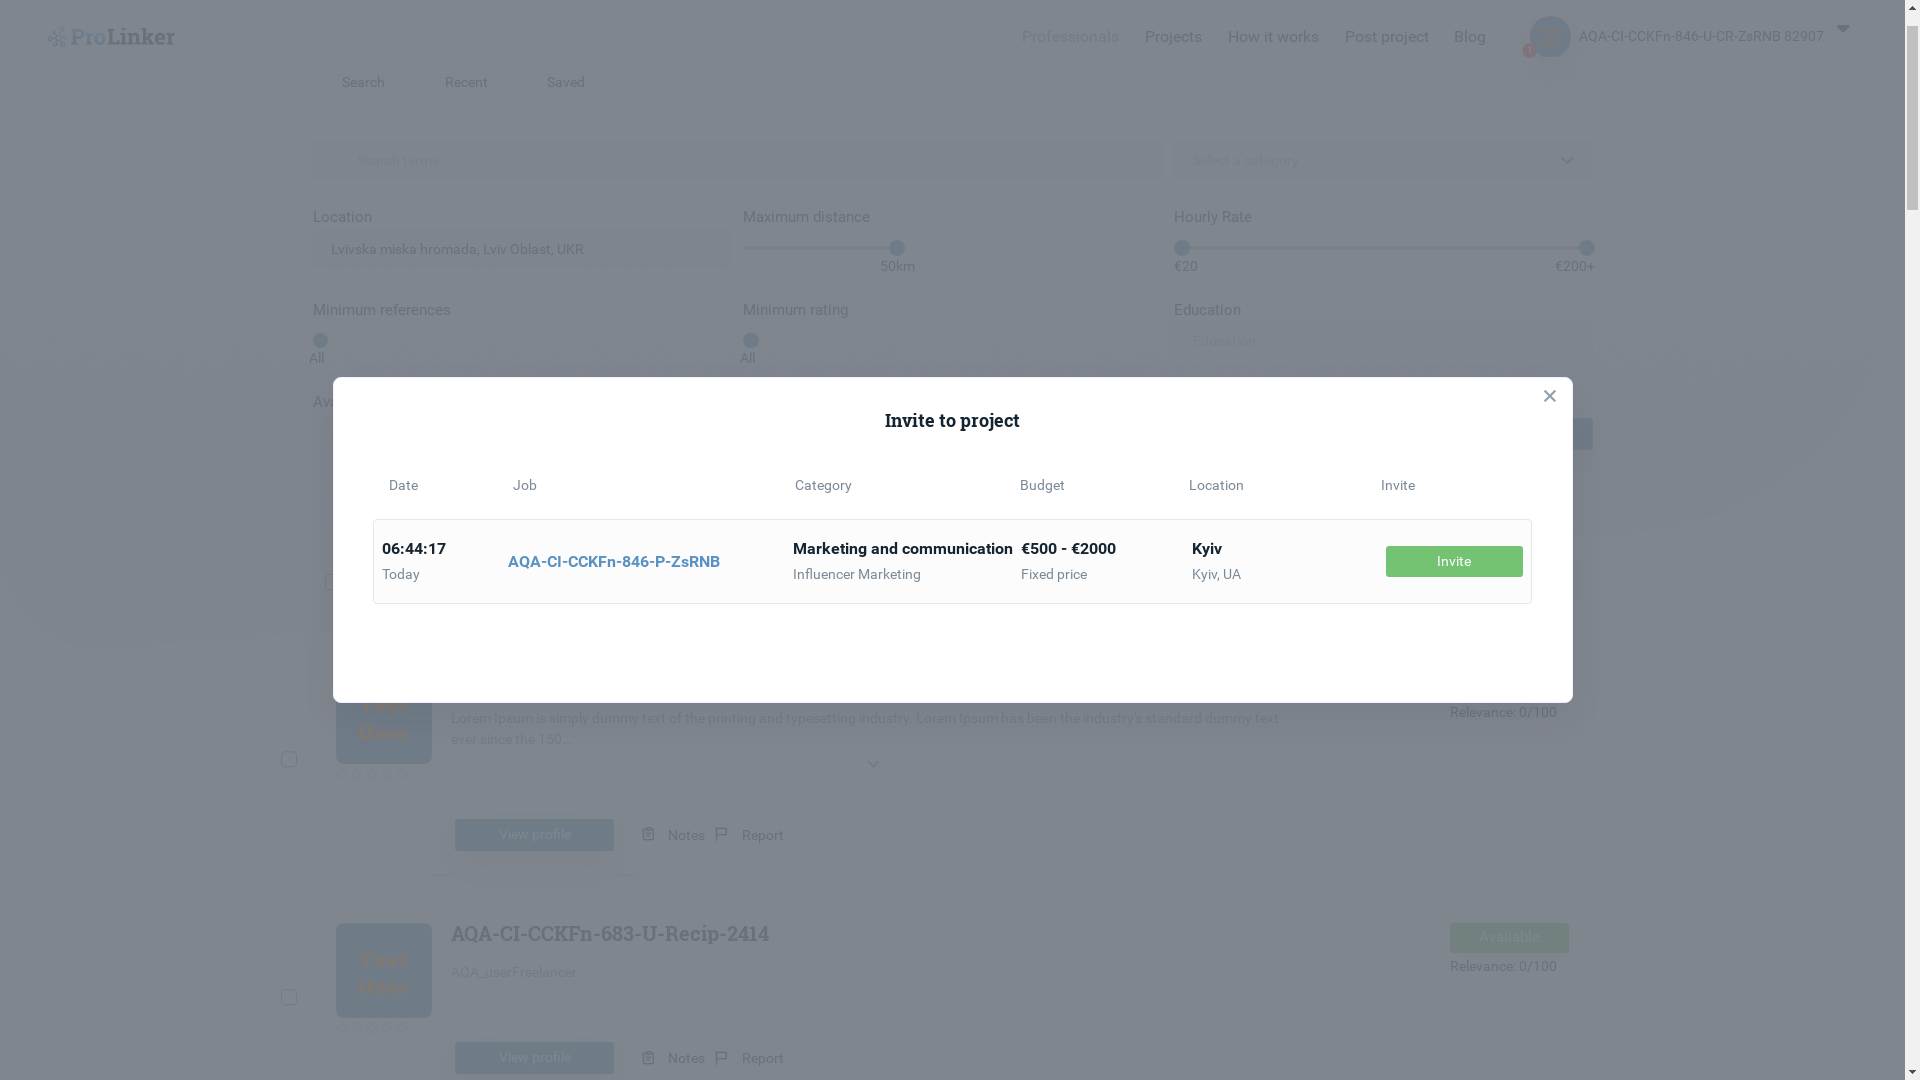 ProLinker
Professionals Projects How it works Post project Blog AQA-CI-CCKFn-846-U-CR-ZsRNB 82907
1
Search Recent Saved
Search terms Select a category
Location Maximum distance Hourly Rate
Lvivska miska hromada, Lviv Oblast, UKR
50km €20 €200+
Minimum references Minimum rating Education
Education
All All
Invite to project
Date Job Category Budget Location Invite
06:44:17 Marketing and communication €500 - €2000 Kyiv
AQA-CI-CCKFn-846-P-ZsRNB Invite
Today Influencer Marketing Fixed price Kyiv, UA
Relevance: 0/100
Lorem Ipsum is simply dummy text of the printing and typesetting industry. Lorem Ipsum has been the industry's standard dummy text
ever since the 150...
User
View profile Notes Report
AQA-CI-CCKFn-683-U-Recip-2414
Available
Test
AQA_userFreelancer
Relevance: 0/100
User
View profile Notes Report